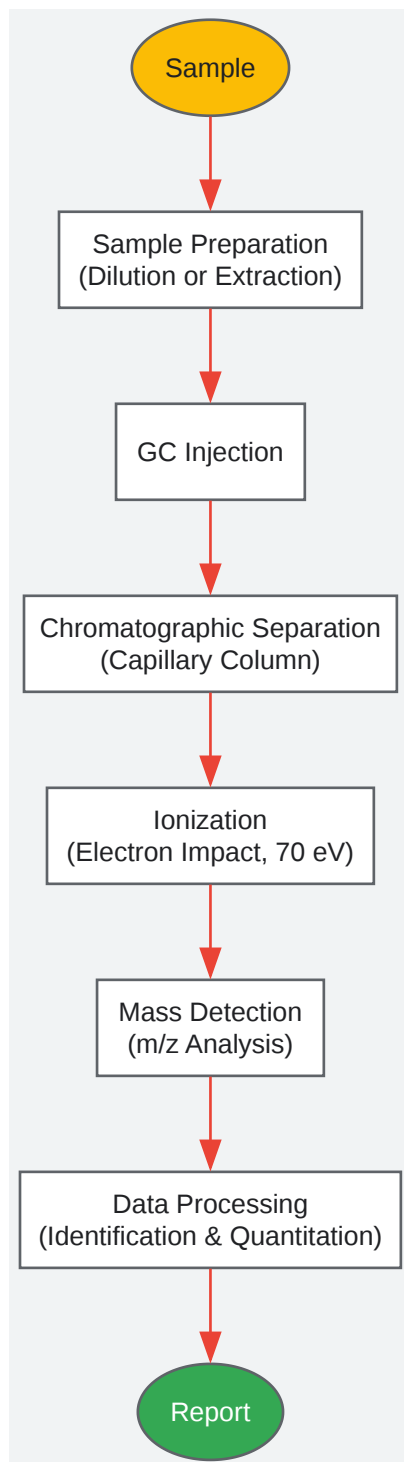 Sample
Sample Preparation
(Dilution or Extraction)
GC Injection
Chromatographic Separation
(Capillary Column)
Ionization
(Electron Impact, 70 eV)
Mass Detection
(m/z Analysis)
Data Processing
(Identification & Quantitation)
Report